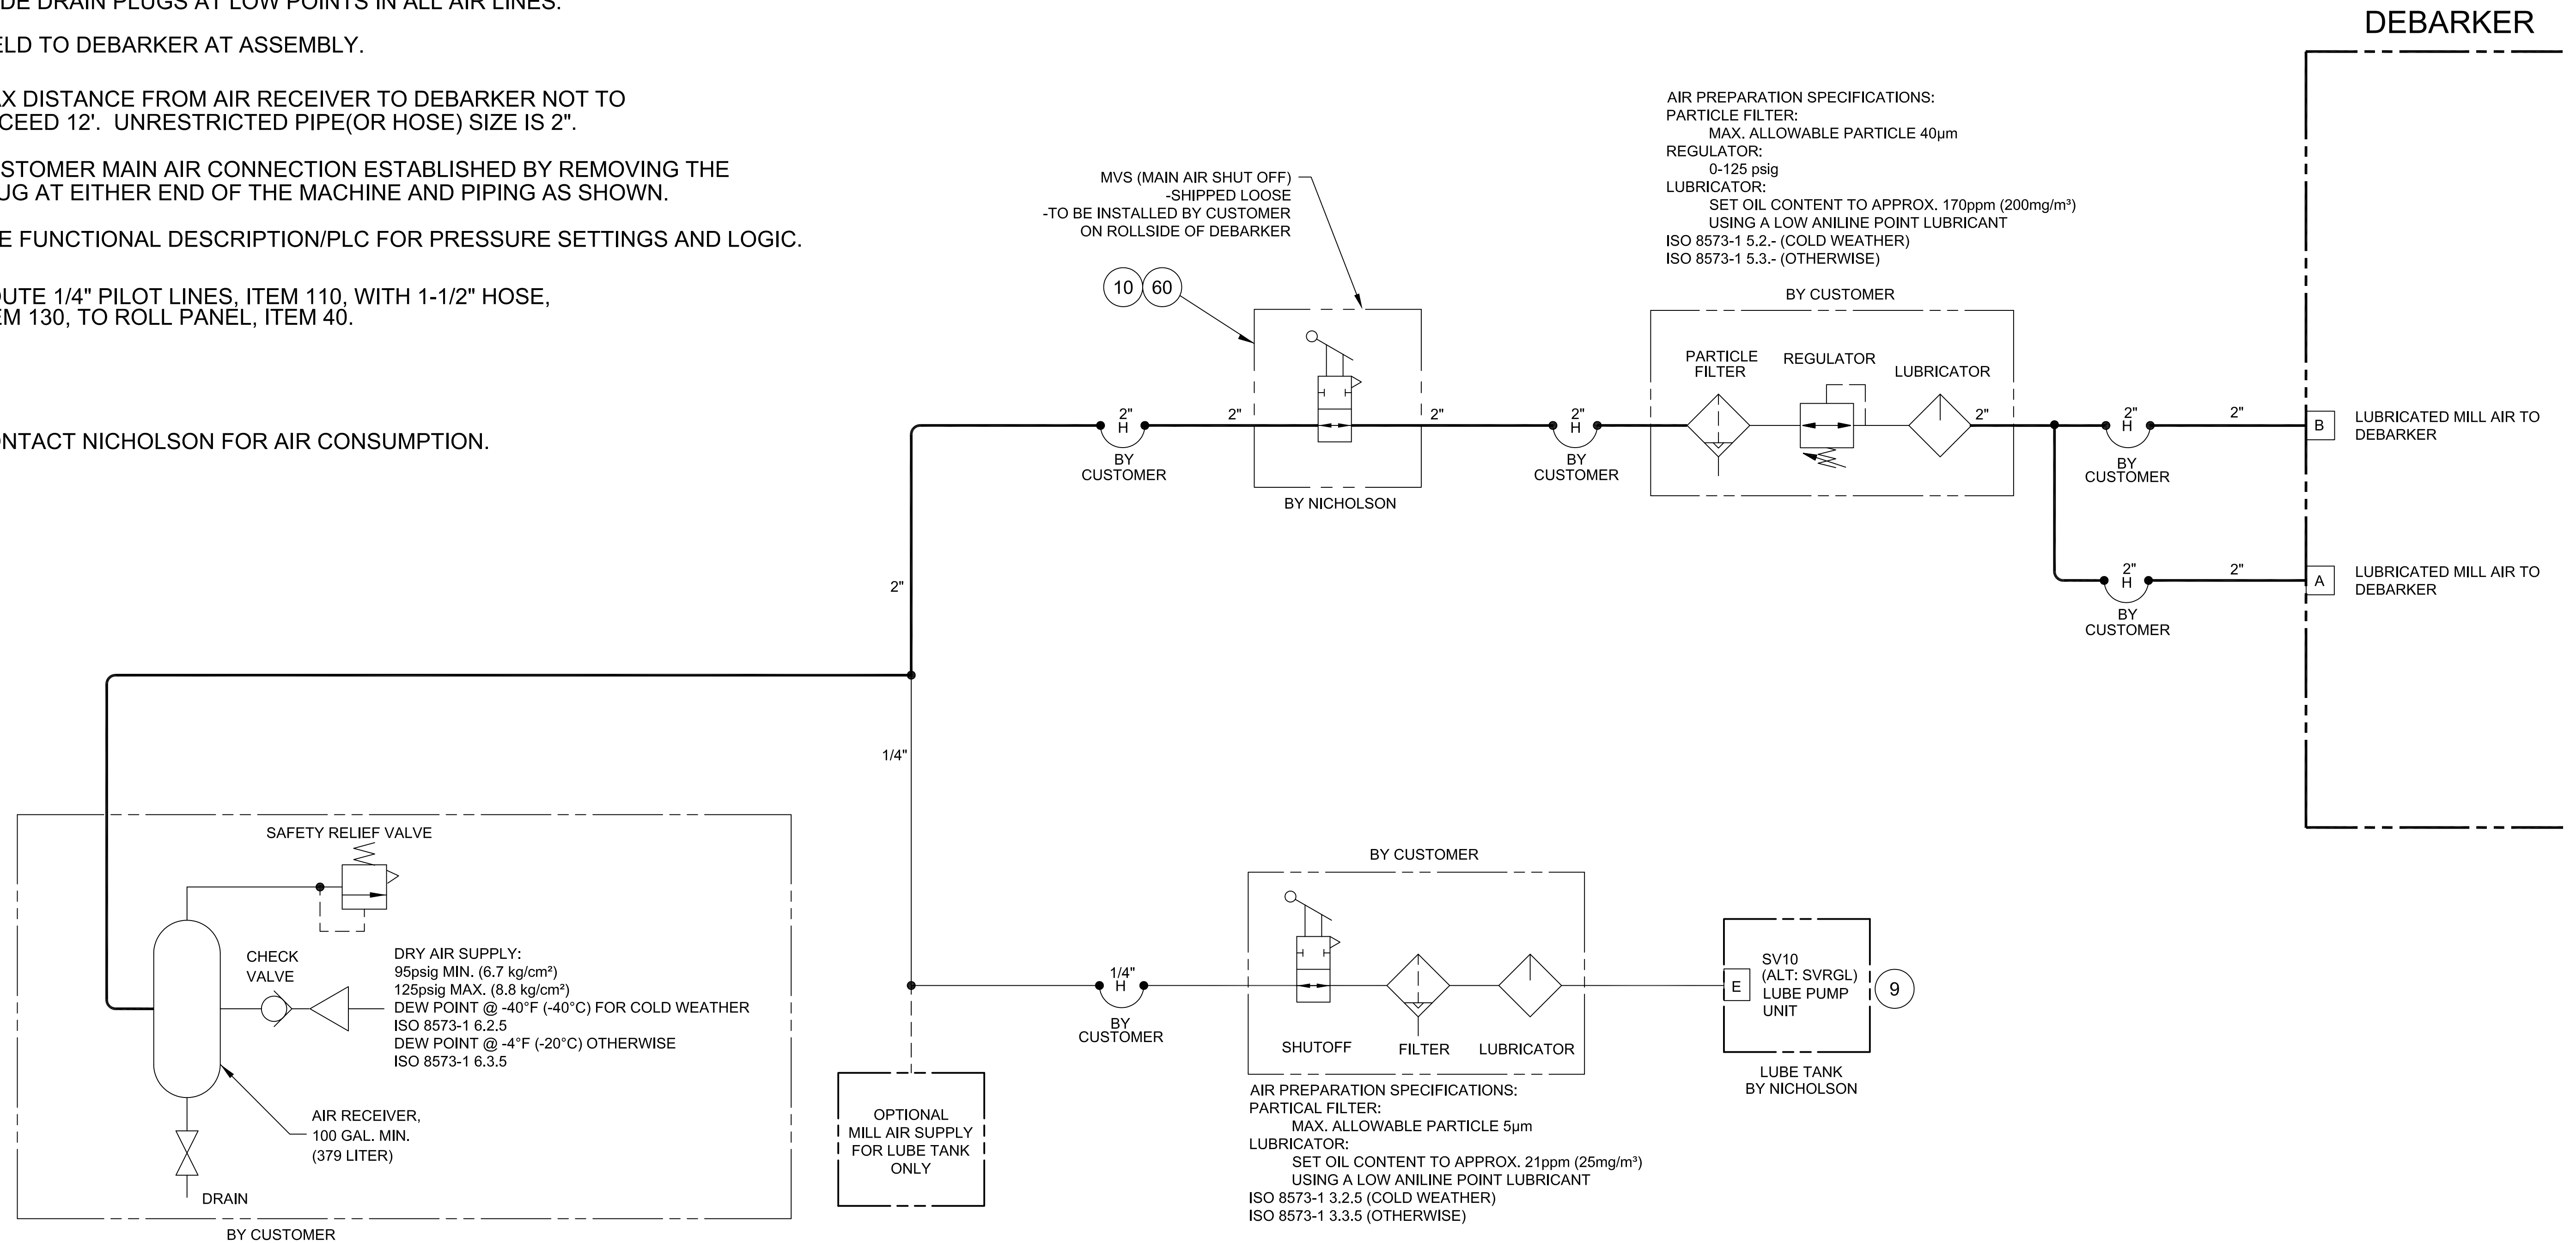 DE DRAIN PLUGS AT LOW POINTS IN ALL AIR LINES.
ELD TO DEBARKER AT ASSEMBLY.
AX DISTANCE FROM AIR RECEIVER TO DEBARKER NOT TO
CEED 12'. UNRESTRICTED PIPE(OR HOSE) SIZE IS 2".
STOMER MAIN AIR CONNECTION ESTABLISHED BY REMOVING THE
UG AT EITHER END OF THE MACHINE AND PIPING AS SHOWN.
E FUNCTIONAL DESCRIPTION/PLC FOR PRESSURE SETTINGS AND LOGIC.
UTE 1/4" PILOT LINES, ITEM 110, WITH 1-1/2" HOSE,
EM 130, TO ROLL PANEL, ITEM 40.
ONTACT NICHOLSON FOR AIR CONSUMPTION.
DEBARKER
MVS (MAIN AIR SHUT OFF)
-SHIPPED LOOSE
-TO BE INSTALLED BY CUSTOMER
ON ROLLSIDE OF DEBARKER
10
60
AIR PREPARATION SPECIFICATIONS:
PARTICLE FILTER:
MAX. ALLOWABLE PARTICLE 40µm
REGULATOR:
0-125 psig
LUBRICATOR:
SET OIL CONTENT TO APPROX. 170ppm (200mg/m³)
USING A LOW ANILINE POINT LUBRICANT
ISO 8573-1 5.2.- (COLD WEATHER)
ISO 8573-1 5.3.- (OTHERWISE)
BY CUSTOMER
PARTICLE
FILTER
REGULATOR
LUBRICATOR
2"
H
BY
CUSTOMER
2"
BY NICHOLSON
2"
2"
H
BY
CUSTOMER
2"
2"
H
BY
CUSTOMER
2"
B
LUBRICATED MILL AIR TO
DEBARKER
2"
H
BY
CUSTOMER
2"
A
LUBRICATED MILL AIR TO
DEBARKER
2"
1/4"
SAFETY RELIEF VALVE
CHECK
VALVE
DRY AIR SUPPLY:
95psig MIN. (6.7 kg/cm²)
125psig MAX. (8.8 kg/cm²)
DEW POINT @ -40°F (-40°C) FOR COLD WEATHER
ISO 8573-1 6.2.5
DEW POINT @ -4°F (-20°C) OTHERWISE
ISO 8573-1 6.3.5
AIR RECEIVER,
100 GAL. MIN.
(379 LITER)
DRAIN
BY CUSTOMER
OPTIONAL
MILL AIR SUPPLY
FOR LUBE TANK
ONLY
1/4"
H
BY
CUSTOMER
BY CUSTOMER
SHUTOFF
FILTER
LUBRICATOR
AIR PREPARATION SPECIFICATIONS:
PARTICAL FILTER:
MAX. ALLOWABLE PARTICLE 5µm
LUBRICATOR:
SET OIL CONTENT TO APPROX. 21ppm (25mg/m³)
USING A LOW ANILINE POINT LUBRICANT
ISO 8573-1 3.2.5 (COLD WEATHER)
ISO 8573-1 3.3.5 (OTHERWISE)
E
SV10
(ALT: SVRGL)
LUBE PUMP
UNIT
9
LUBE TANK
BY NICHOLSON